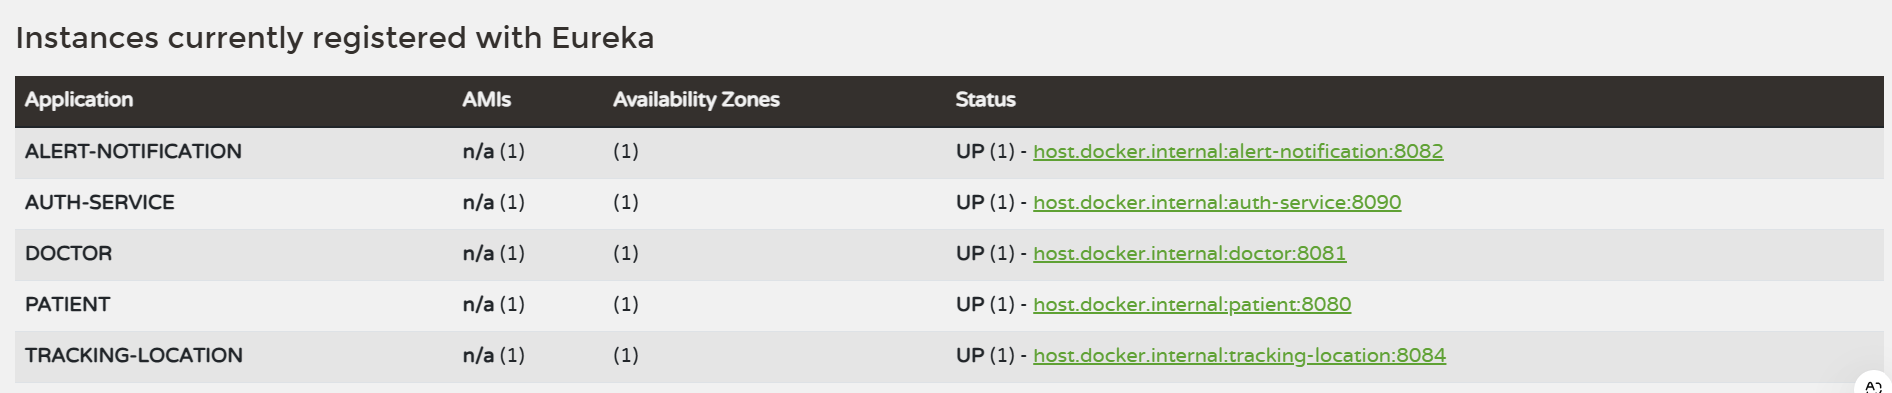 Instances currently registered with Eureka
Application AMIs Availability Zones Status
ALERT-NOTIFICATION n/a (1) (1) UP (1) - host.docker.internal:alert-notification:8082
AUTH-SERVICE n/a (1) (1) UP (1) - host.docker.internal:auth-service:8090
DOCTOR n/a (1) (1) UP (1) - host.docker.internal:doctor:8081
PATIENT n/a (1) (1) UP (1) - host.docker.internal:patient:8080
TRACKING-LOCATION n/a (1) (1) UP (1) - host.docker.internal:tracking-location:8084